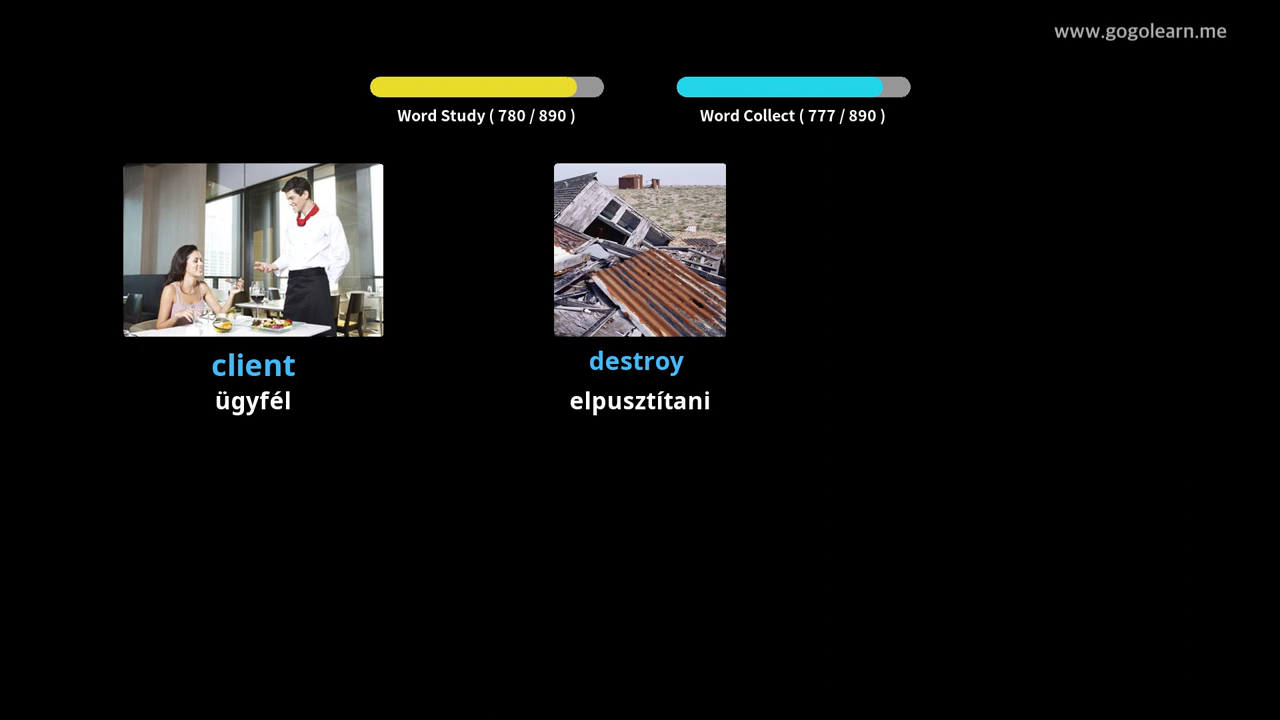 www.gogolearn.me
Word Study ( 780 / 890 )
Word Collect ( 777 / 890 )
client
ügyfél
destroy
elpusztítani